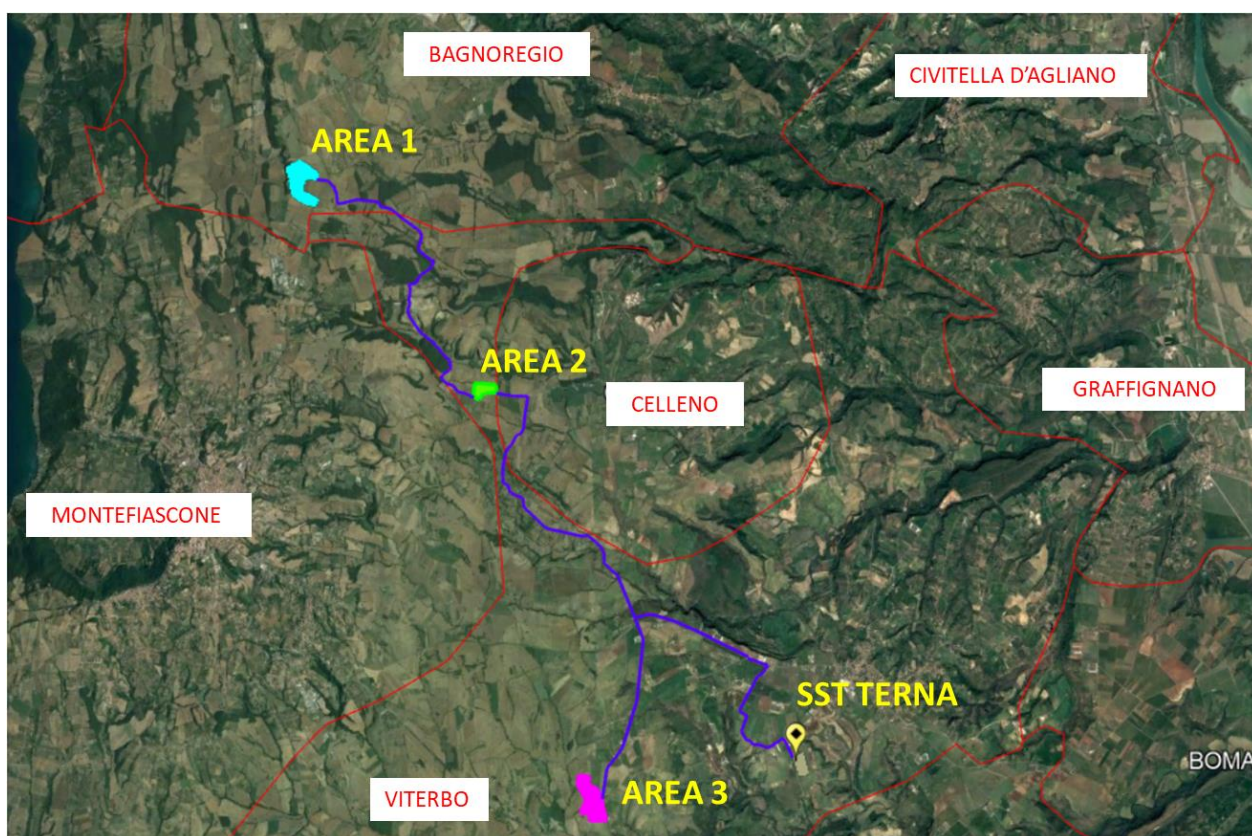 BAGNOREGIO
CIVITELLA D'AGLIANO
AREA 1
AREA 2
CELLENO
GRAFFIGNANO
MONTEFIASCONE
SST TERNA
BOMA
AREA 3
VITERBO